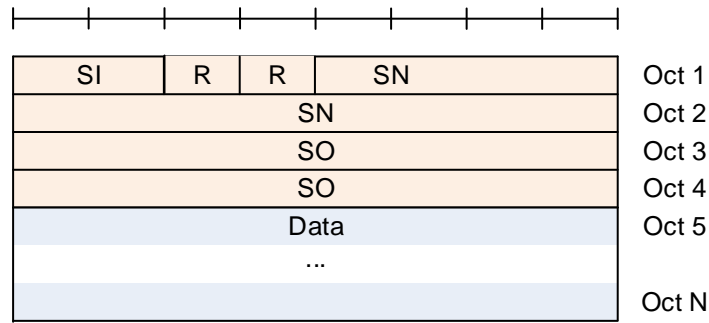 SI R R SN Oct 1
SN Oct 2
SO Oct 3
SO Oct 4
Data Oct 5
...
Oct N